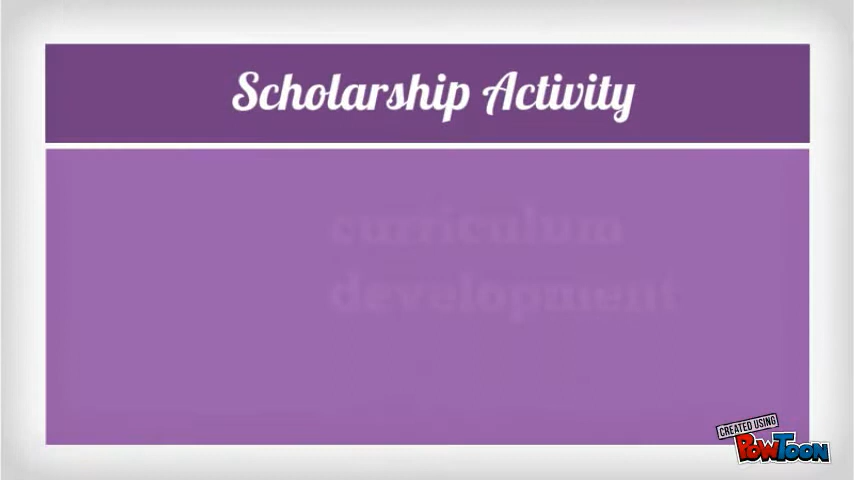 Scholarship Activity
curriculum
development
CREATED USING
POWTOON